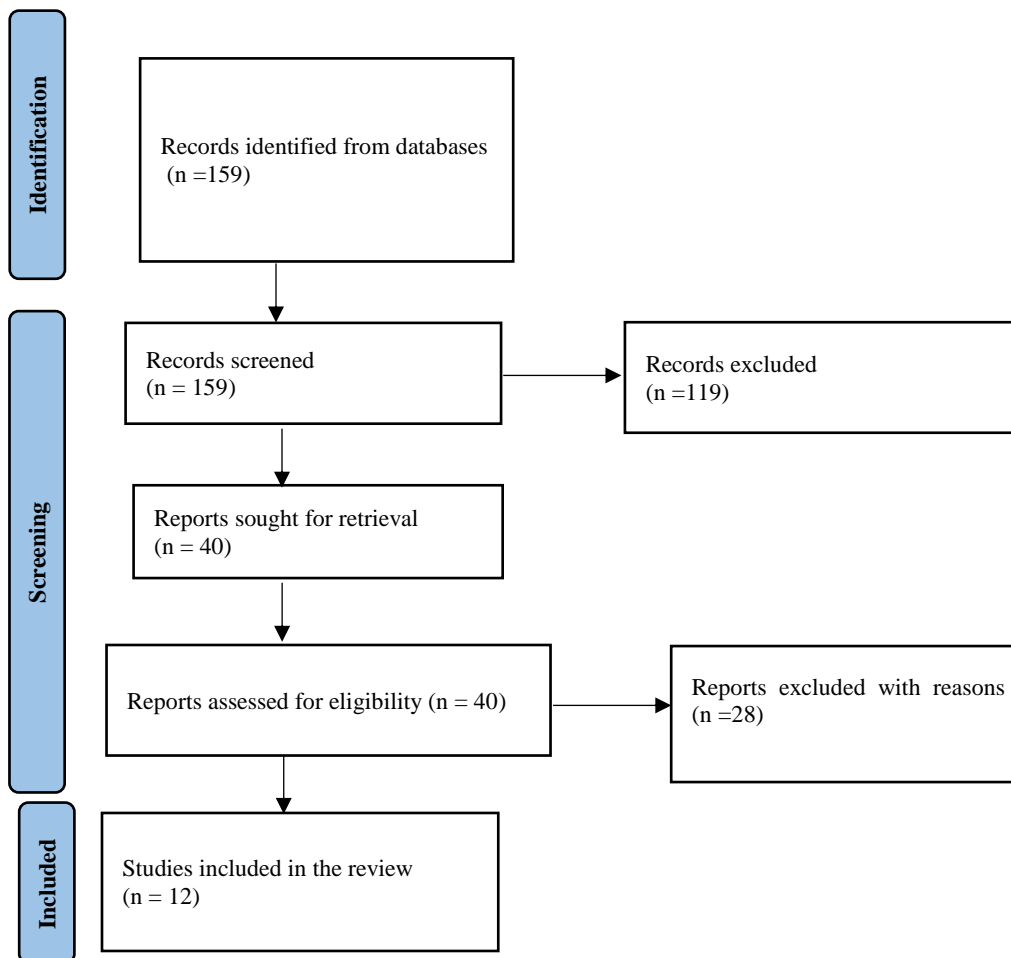 Identification
Records identified from databases
(n =159)
Screening
Records screened
(n = 159)
Records excluded
(n =119)
Reports sought for retrieval
(n = 40)
Reports assessed for eligibility (n = 40)
Reports excluded with reasons
(n =28)
Included
Studies included in the review
(n = 12)